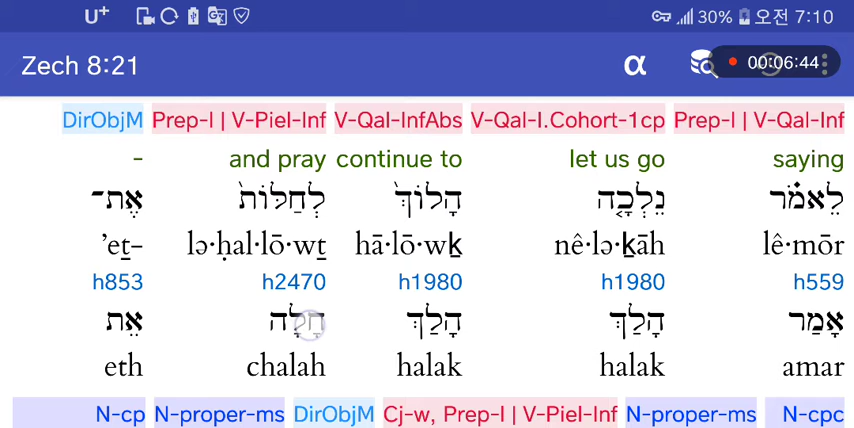 U+ 30% 오전 7:10
Zech 8:21 α 00:06:44
DirObjM Prep-l | V-Piel-Inf V-Qal-InfAbs V-Qal-I.Cohort-1cp Prep-l | V-Qal-Inf
- and pray continue to let us go saying
לֵאמֹ֗ר נֵלְכָ֤ה הָלוֹךְ֙ לְחַלּוֹת֙ אֶת־
’eṯ- lə·ḥal·lō·wṯ hā·lō·wḵ nê·lə·ḵāh lê·mōr
h853 h2470 h1980 h1980 h559
אָמַר הָלַךְ הָלַךְ חָלָה אֵת
eth chalah halak halak amar
N-cp N-proper-ms DirObjM Cj-w, Prep-l | V-Piel-Inf N-proper-ms N-cpc